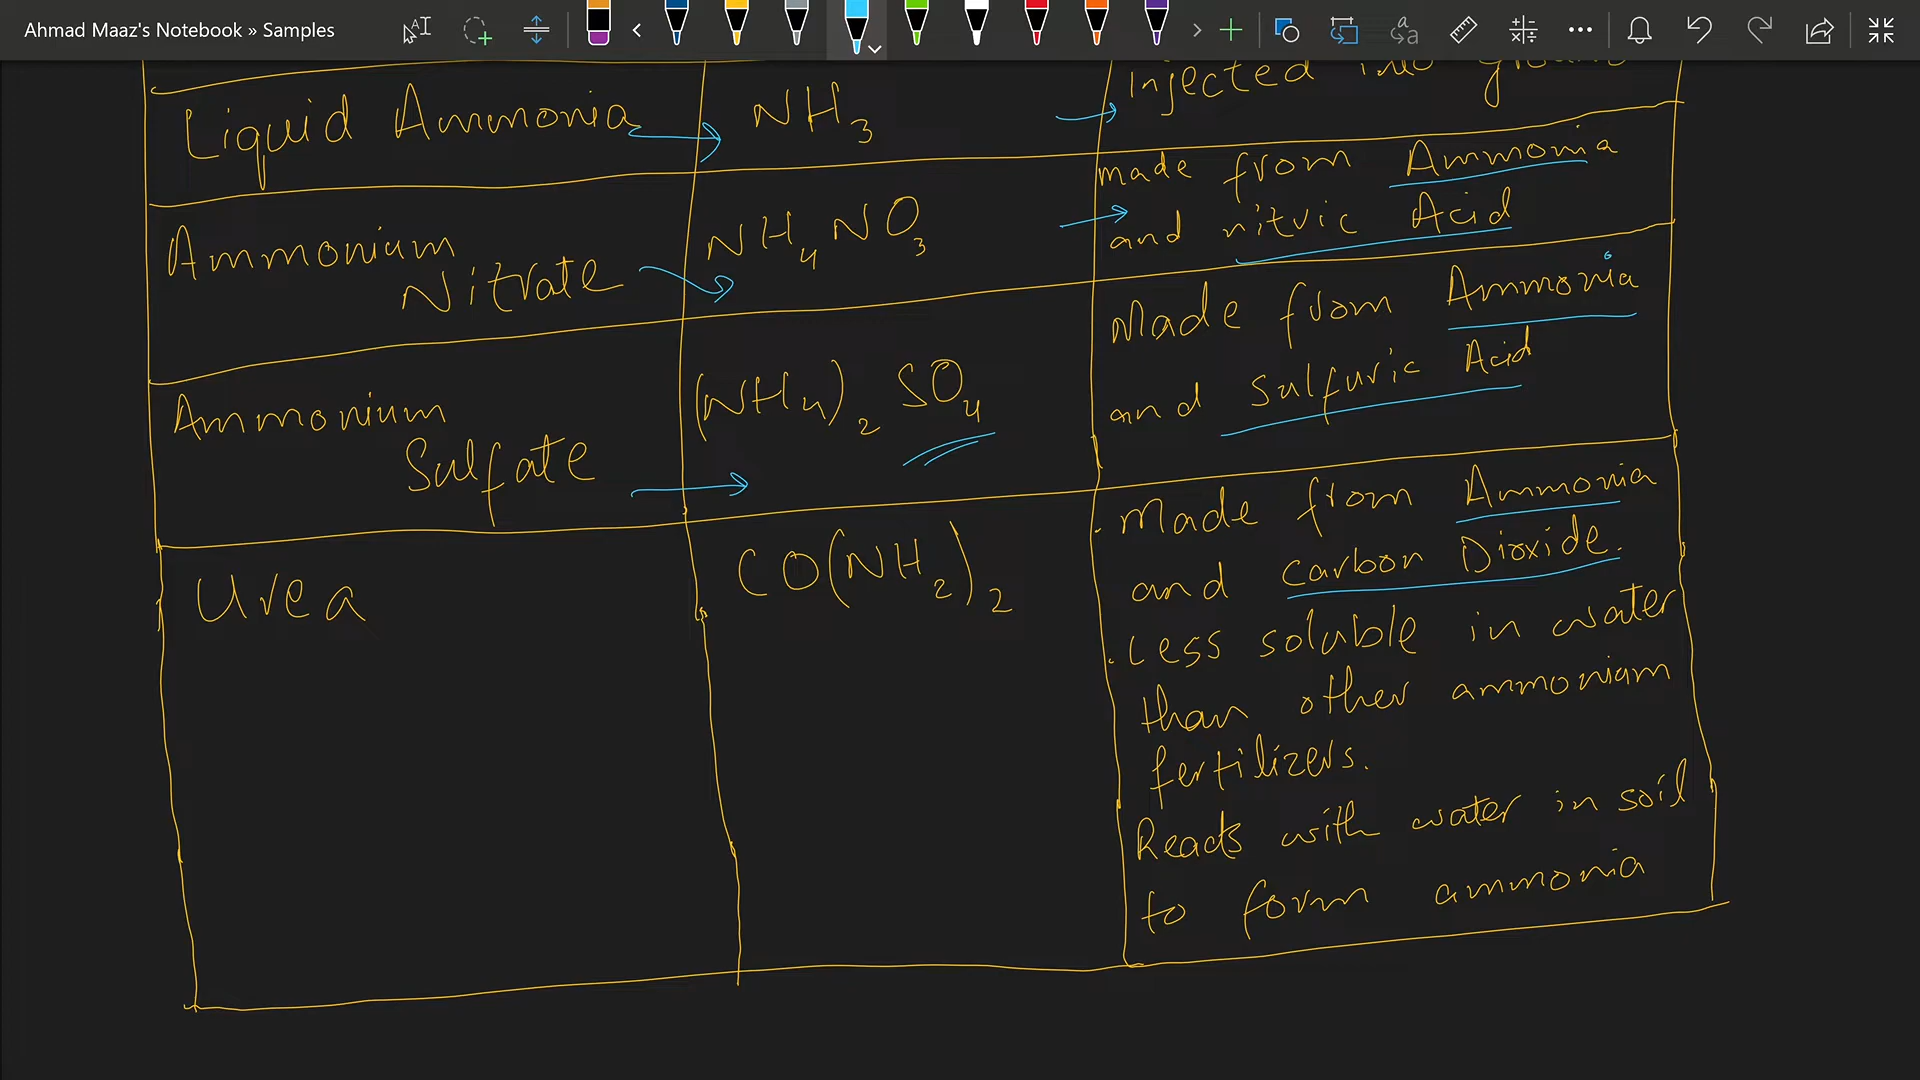 Ahmad Maaz's Notebook » Samples
Injected into ground
Liquid Ammonia NH3
made from Ammonia
and nitric Acid
Ammonium
Nitrate
NH4NO3
Made from Ammonia
and Sulfuric Acid
Ammonium
Sulfate
(NH4)2 SO4
. Made from Ammonia
and Carbon Dioxide.
. Less soluble in water
than other ammonium
fertilizers.
Reacts with water in soil
to form ammonia
Urea
CO(NH2)2